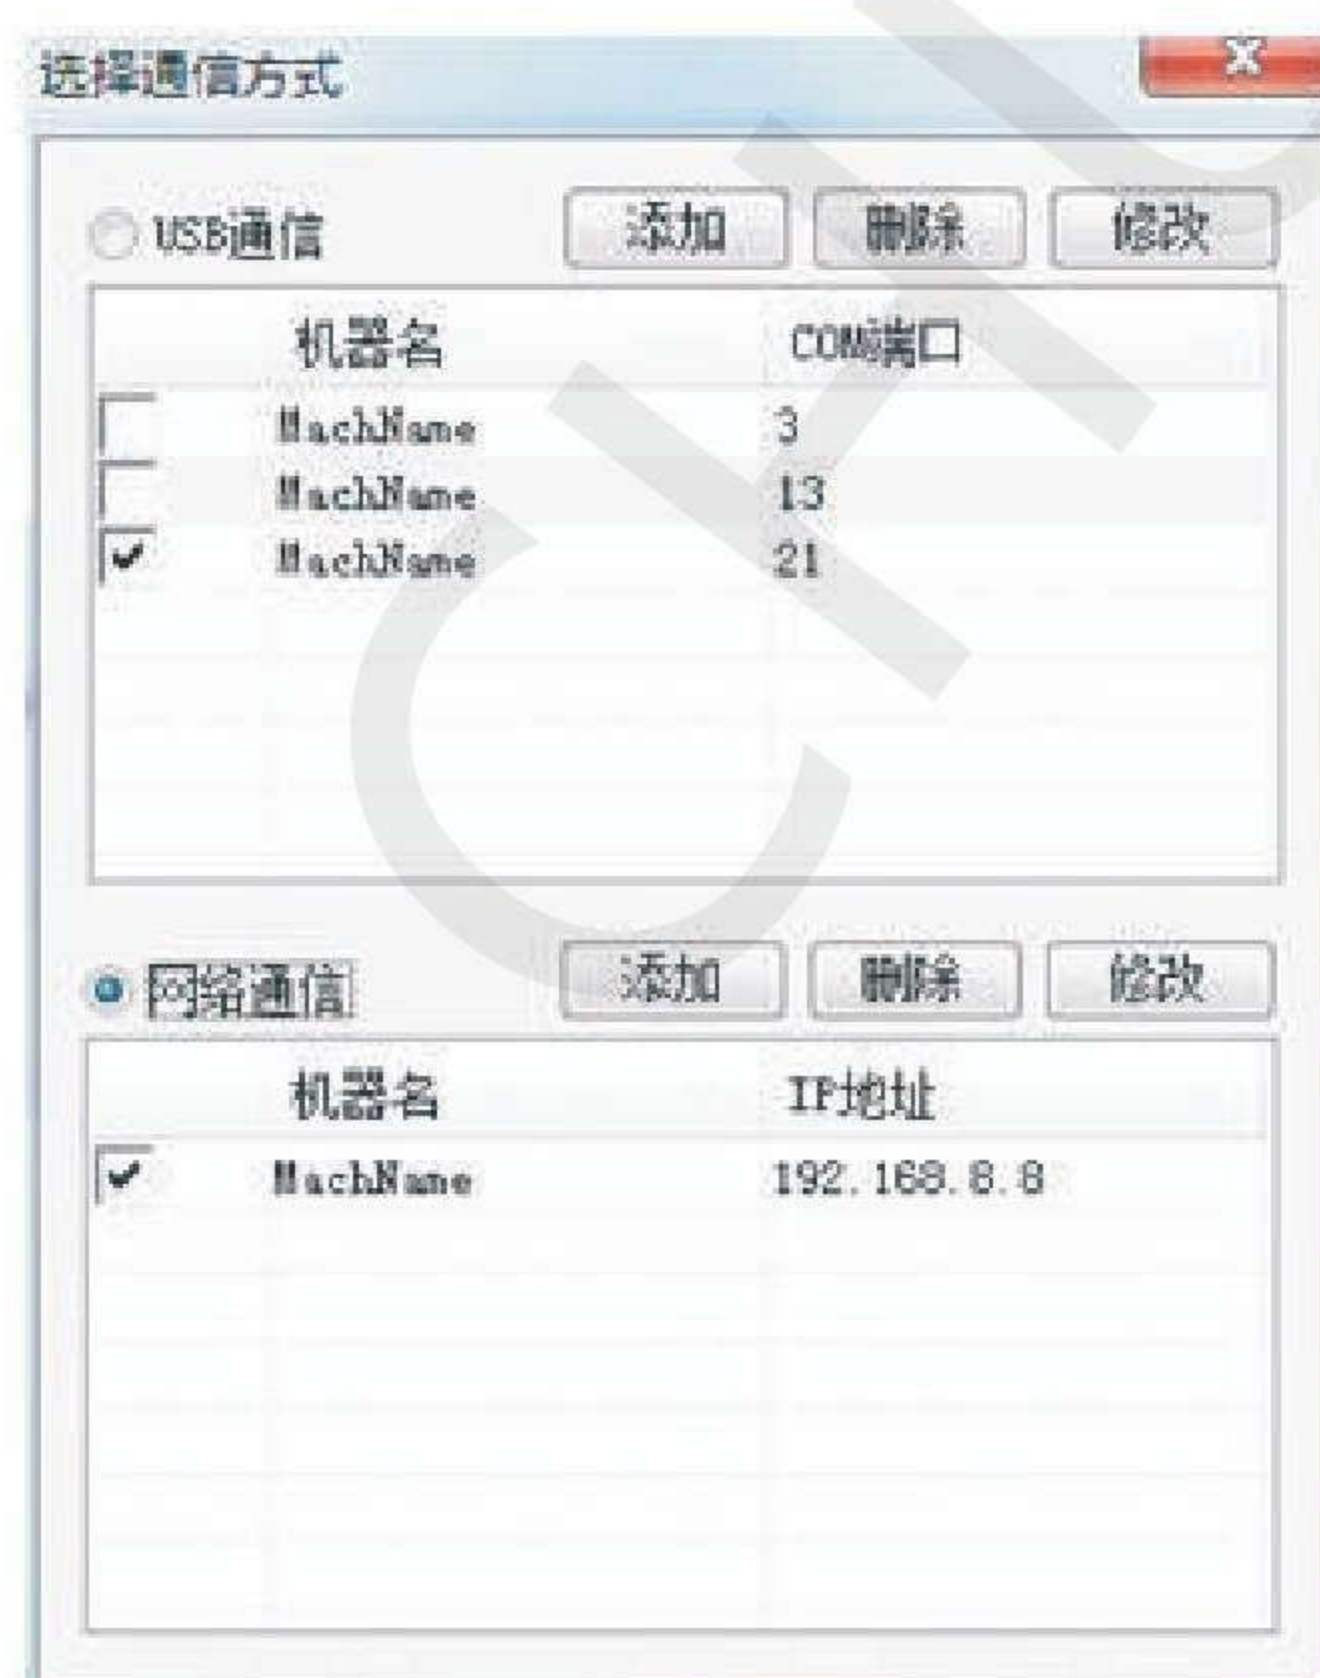 选择通信方式
USB通信 添加 删除 修改
机器名 COM端口
MachName 3
MachName 13
MachName 21
网络通信 添加 删除 修改
机器名 IP地址
MachName 192.168.8.8